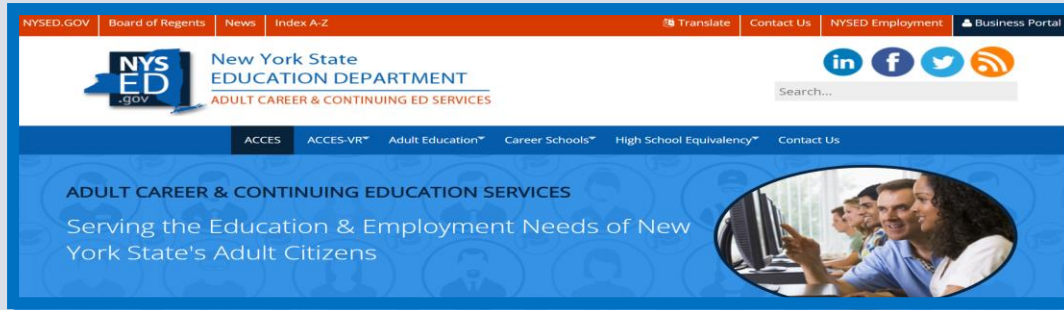 NYSED.GOV Board of Regents News Index A-Z Translate Contact Us NYSED Employment Business Portal
NYS
ED
.gov
New York State
EDUCATION DEPARTMENT
ADULT CAREER & CONTINUING ED SERVICES
Search...
ACCES ACCES-VR Adult Education Career Schools High School Equivalency Contact Us
ADULT CAREER & CONTINUING EDUCATION SERVICES
Serving the Education & Employment Needs of New
York State's Adult Citizens